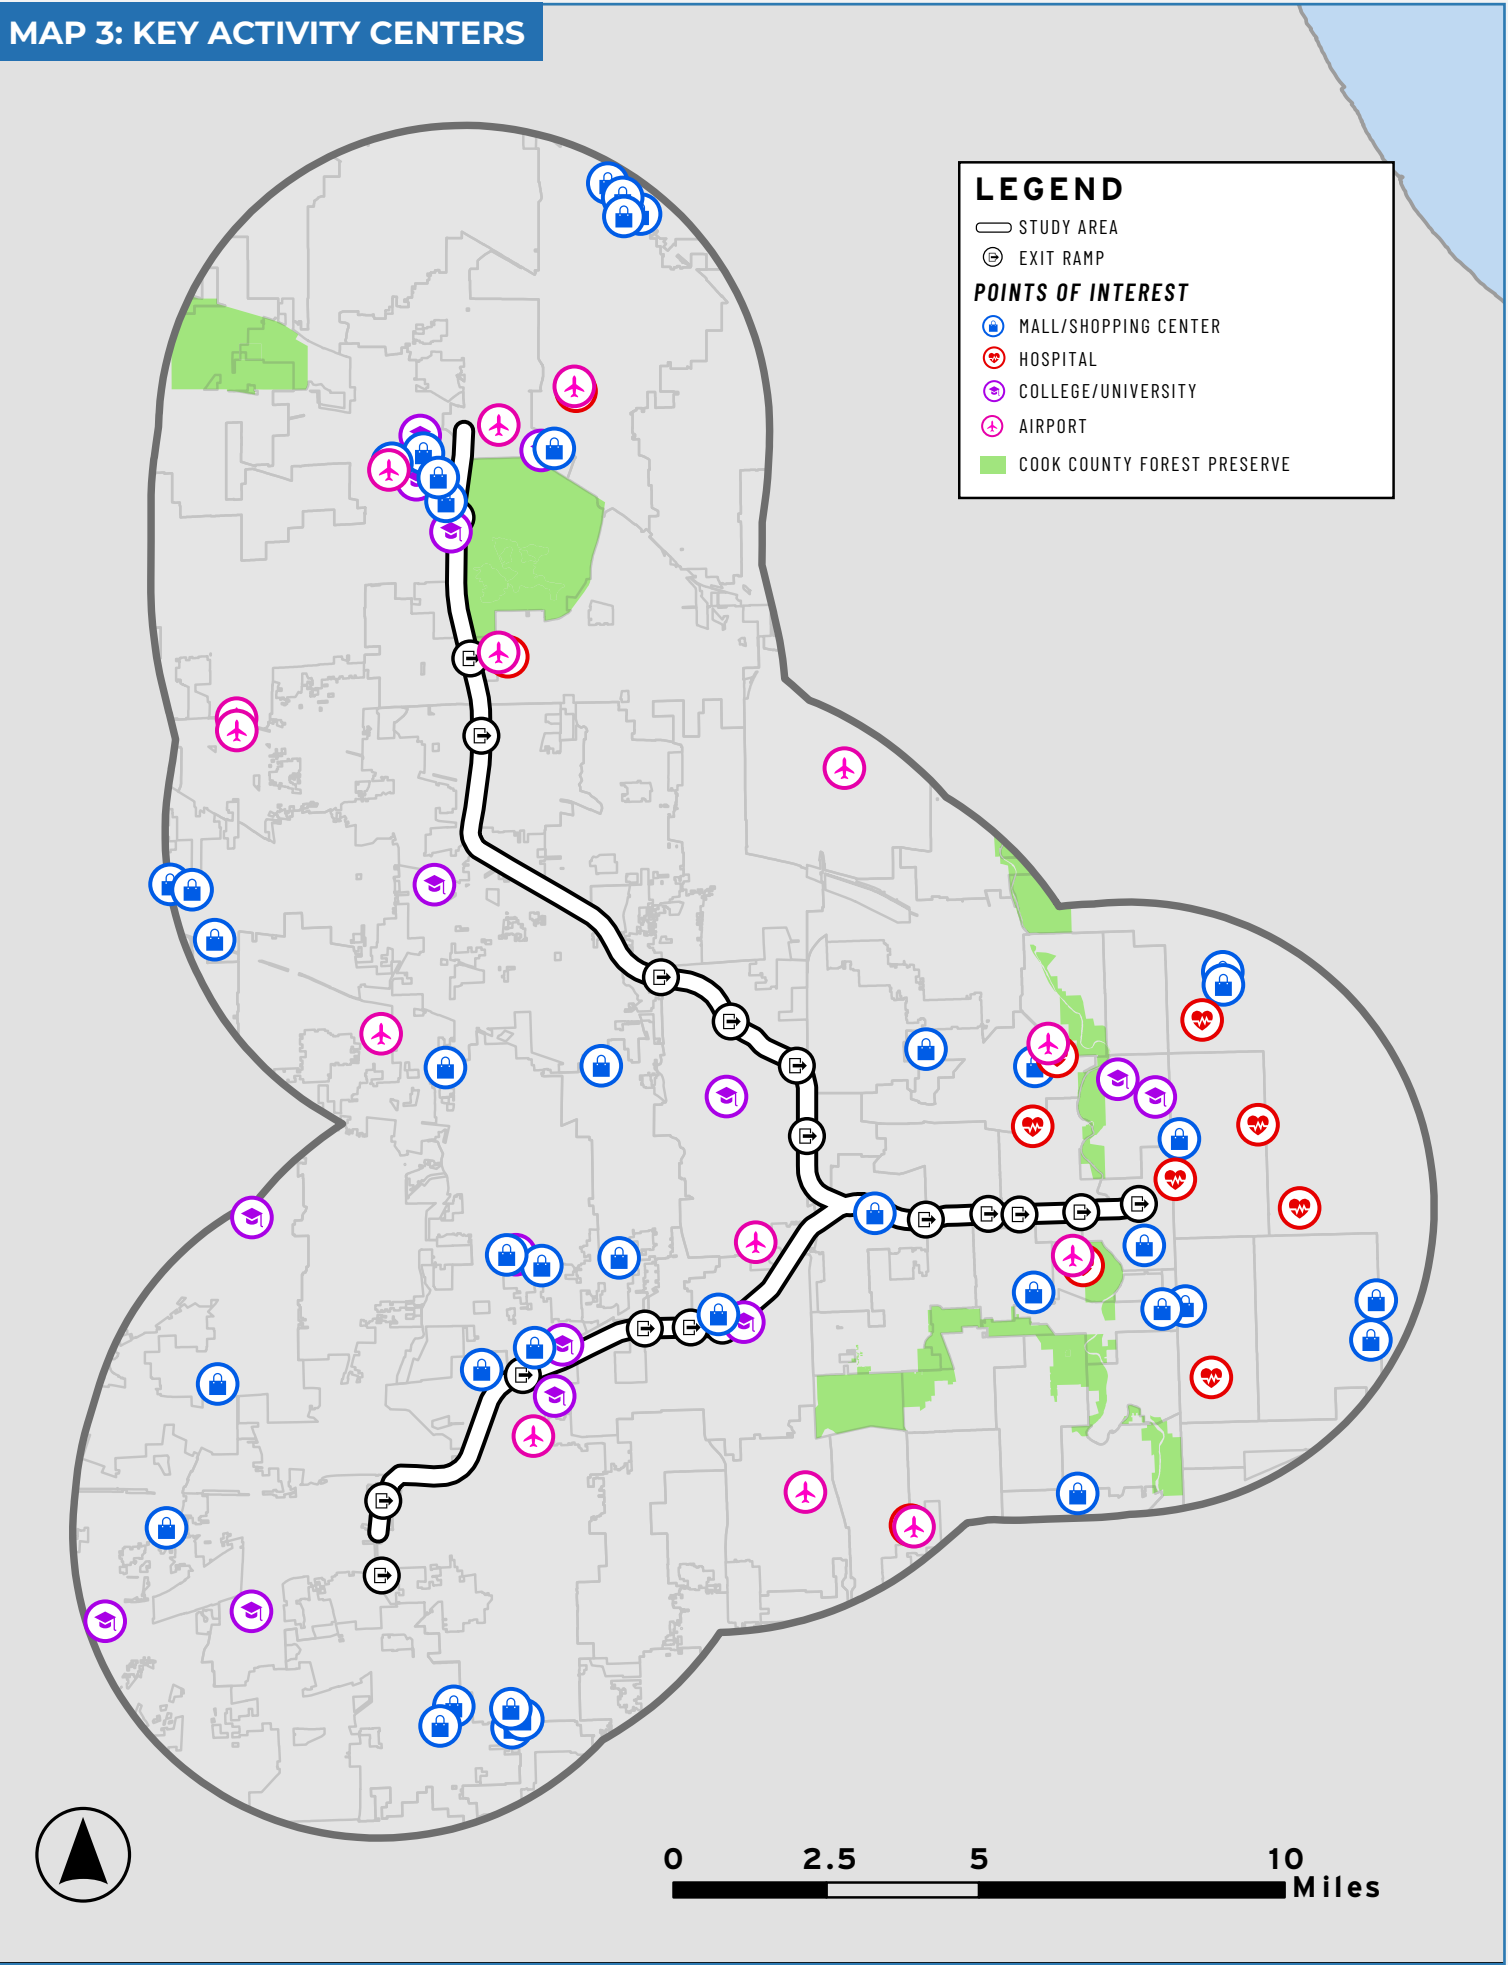 MAP 3: KEY ACTIVITY CENTERS
LEGEND
STUDY AREA
EXIT RAMP
POINTS OF INTEREST
MALL/SHOPPING CENTER
HOSPITAL
COLLEGE/UNIVERSITY
AIRPORT
COOK COUNTY FOREST PRESERVE
0 2.5 5 10
Miles